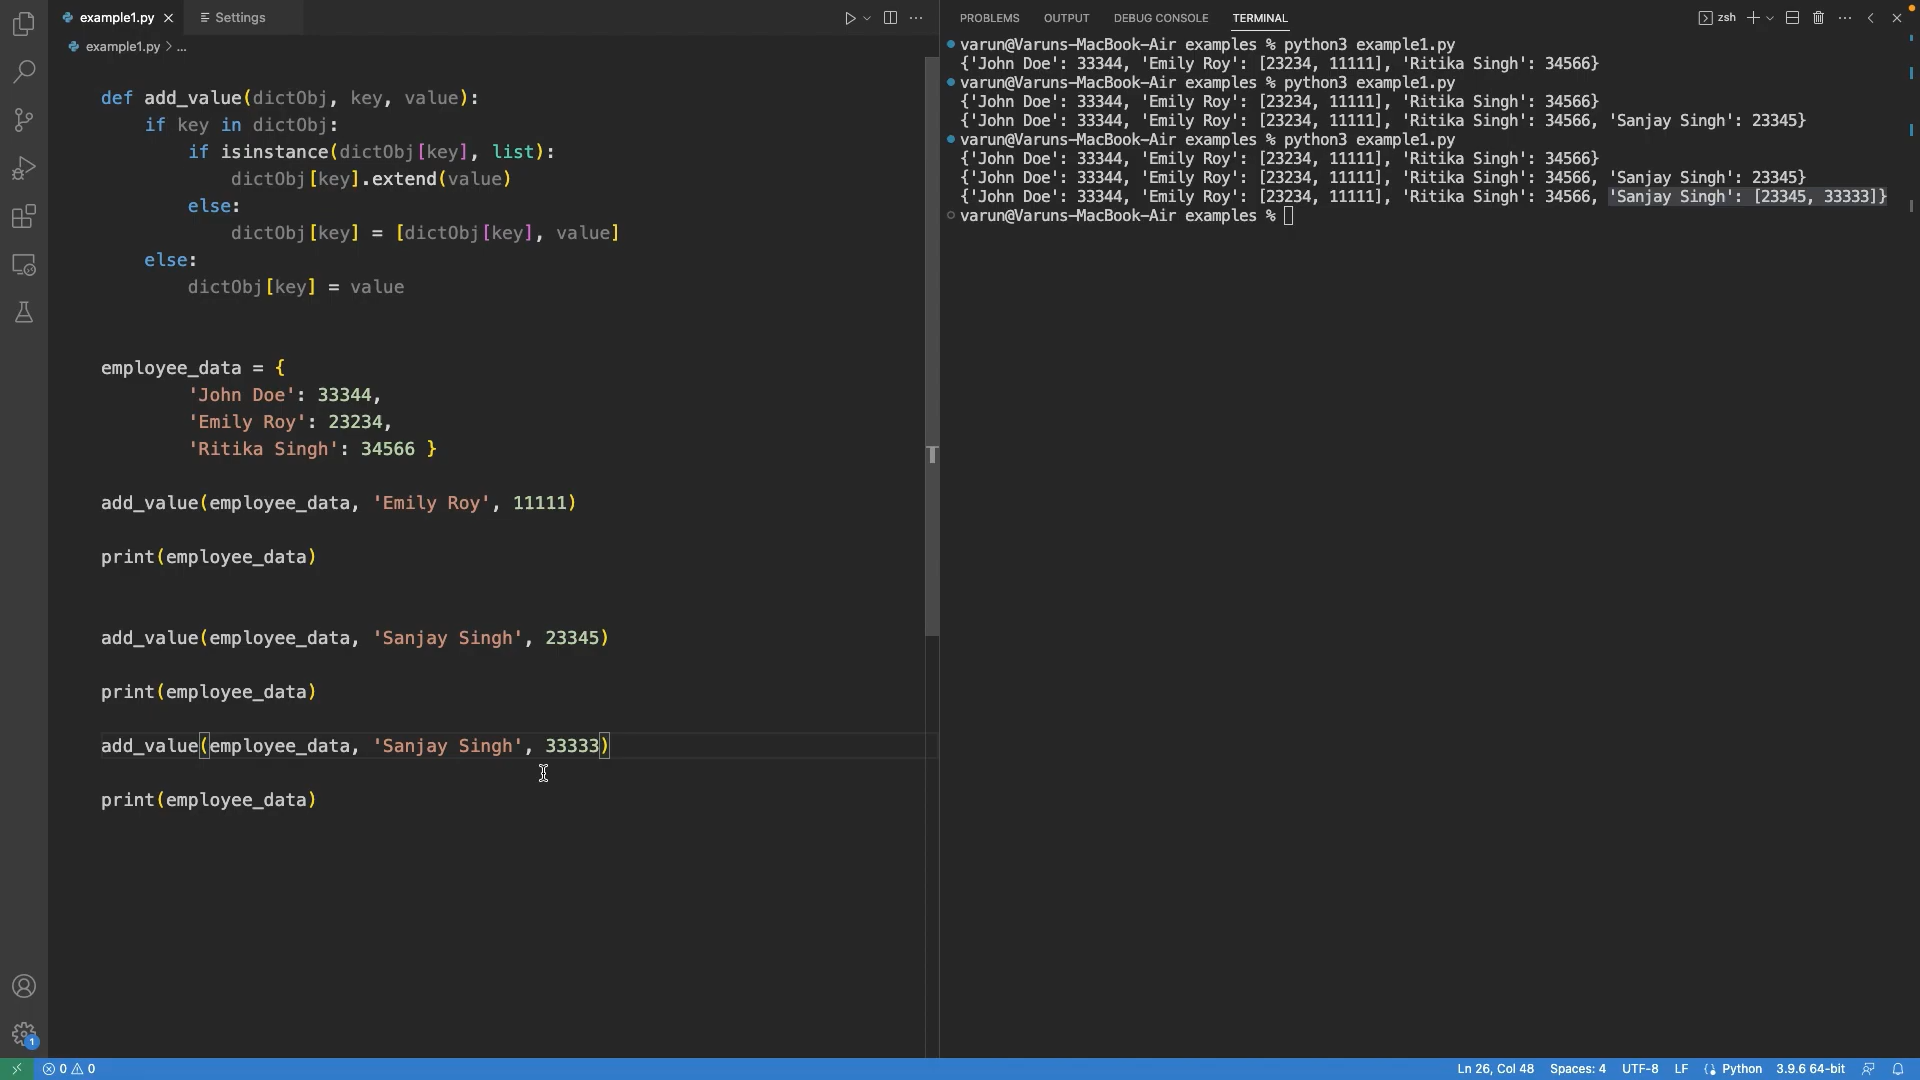 example1.py
Settings
example1.py > ...
def add_value(dictObj, key, value):
    if key in dictObj:
        if isinstance(dictObj[key], list):
            dictObj[key].extend(value)
        else:
            dictObj[key] = [dictObj[key], value]
    else:
        dictObj[key] = value
employee_data = {
        'John Doe': 33344,
        'Emily Roy': 23234,
        'Ritika Singh': 34566 }
add_value(employee_data, 'Emily Roy', 11111)
print(employee_data)
add_value(employee_data, 'Sanjay Singh', 23345)
print(employee_data)
add_value(employee_data, 'Sanjay Singh', 33333)
print(employee_data)
PROBLEMS OUTPUT DEBUG CONSOLE TERMINAL
zsh
varun@Varuns-MacBook-Air examples % python3 example1.py
{'John Doe': 33344, 'Emily Roy': [23234, 11111], 'Ritika Singh': 34566}
varun@Varuns-MacBook-Air examples % python3 example1.py
{'John Doe': 33344, 'Emily Roy': [23234, 11111], 'Ritika Singh': 34566}
{'John Doe': 33344, 'Emily Roy': [23234, 11111], 'Ritika Singh': 34566, 'Sanjay Singh': 23345}
varun@Varuns-MacBook-Air examples % python3 example1.py
{'John Doe': 33344, 'Emily Roy': [23234, 11111], 'Ritika Singh': 34566}
{'John Doe': 33344, 'Emily Roy': [23234, 11111], 'Ritika Singh': 34566, 'Sanjay Singh': 23345}
{'John Doe': 33344, 'Emily Roy': [23234, 11111], 'Ritika Singh': 34566, 'Sanjay Singh': [23345, 33333]}
varun@Varuns-MacBook-Air examples %
1
0 0
Ln 26, Col 48 Spaces: 4 UTF-8 LF Python 3.9.6 64-bit